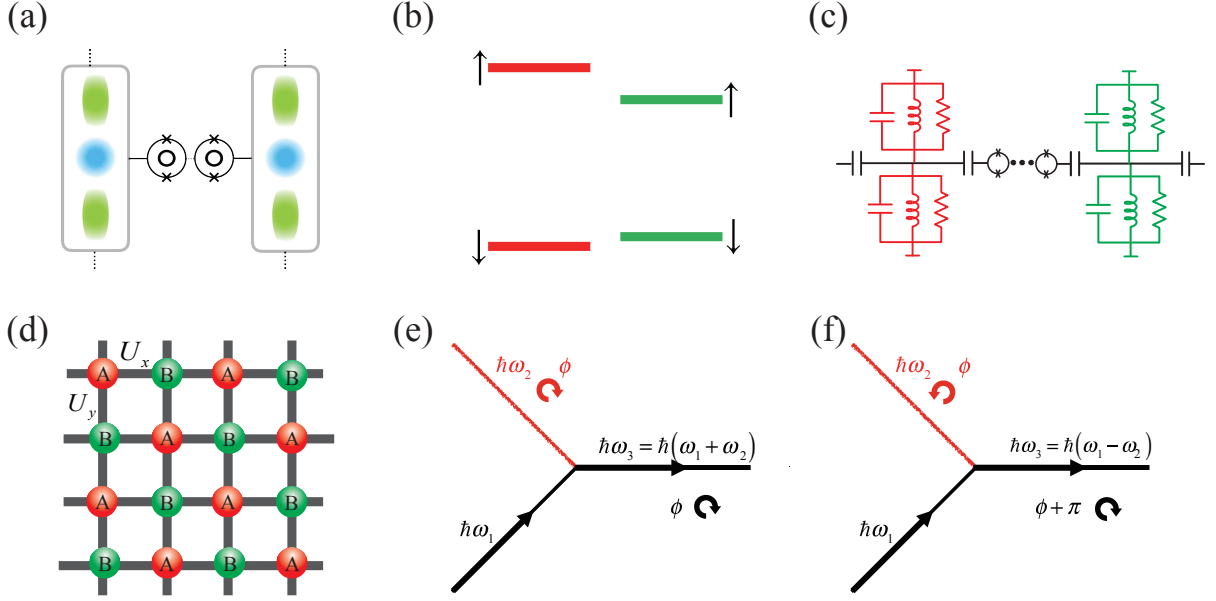 (a)
(b)
(c)
(d)
U_x
U_y
A B A B
B A B A
A B A B
B A B A
(e)
ħω₂ ϕ
ħω₃ = ħ(ω₁ + ω₂)
ϕ
ħω₁
(f)
ħω₂ ϕ
ħω₃ = ħ(ω₁ − ω₂)
ϕ + π
ħω₁